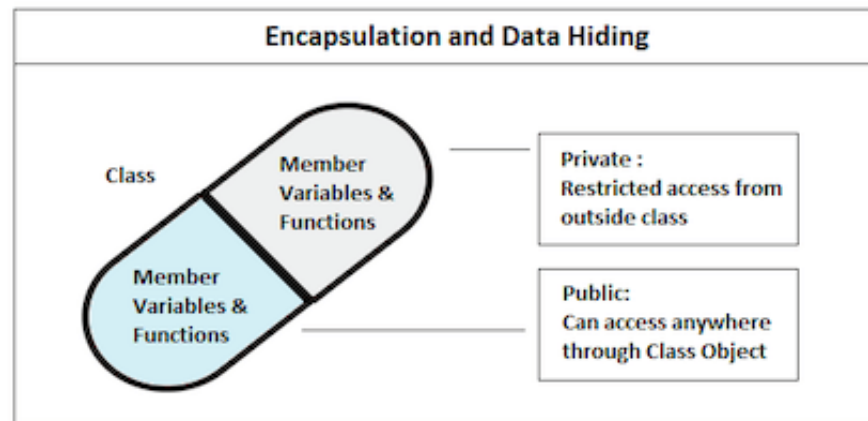 Encapsulation and Data Hiding
Class
Member
Variables &
Functions
Member
Variables &
Functions
Private :
Restricted access from
outside class
Public:
Can access anywhere
through Class Object